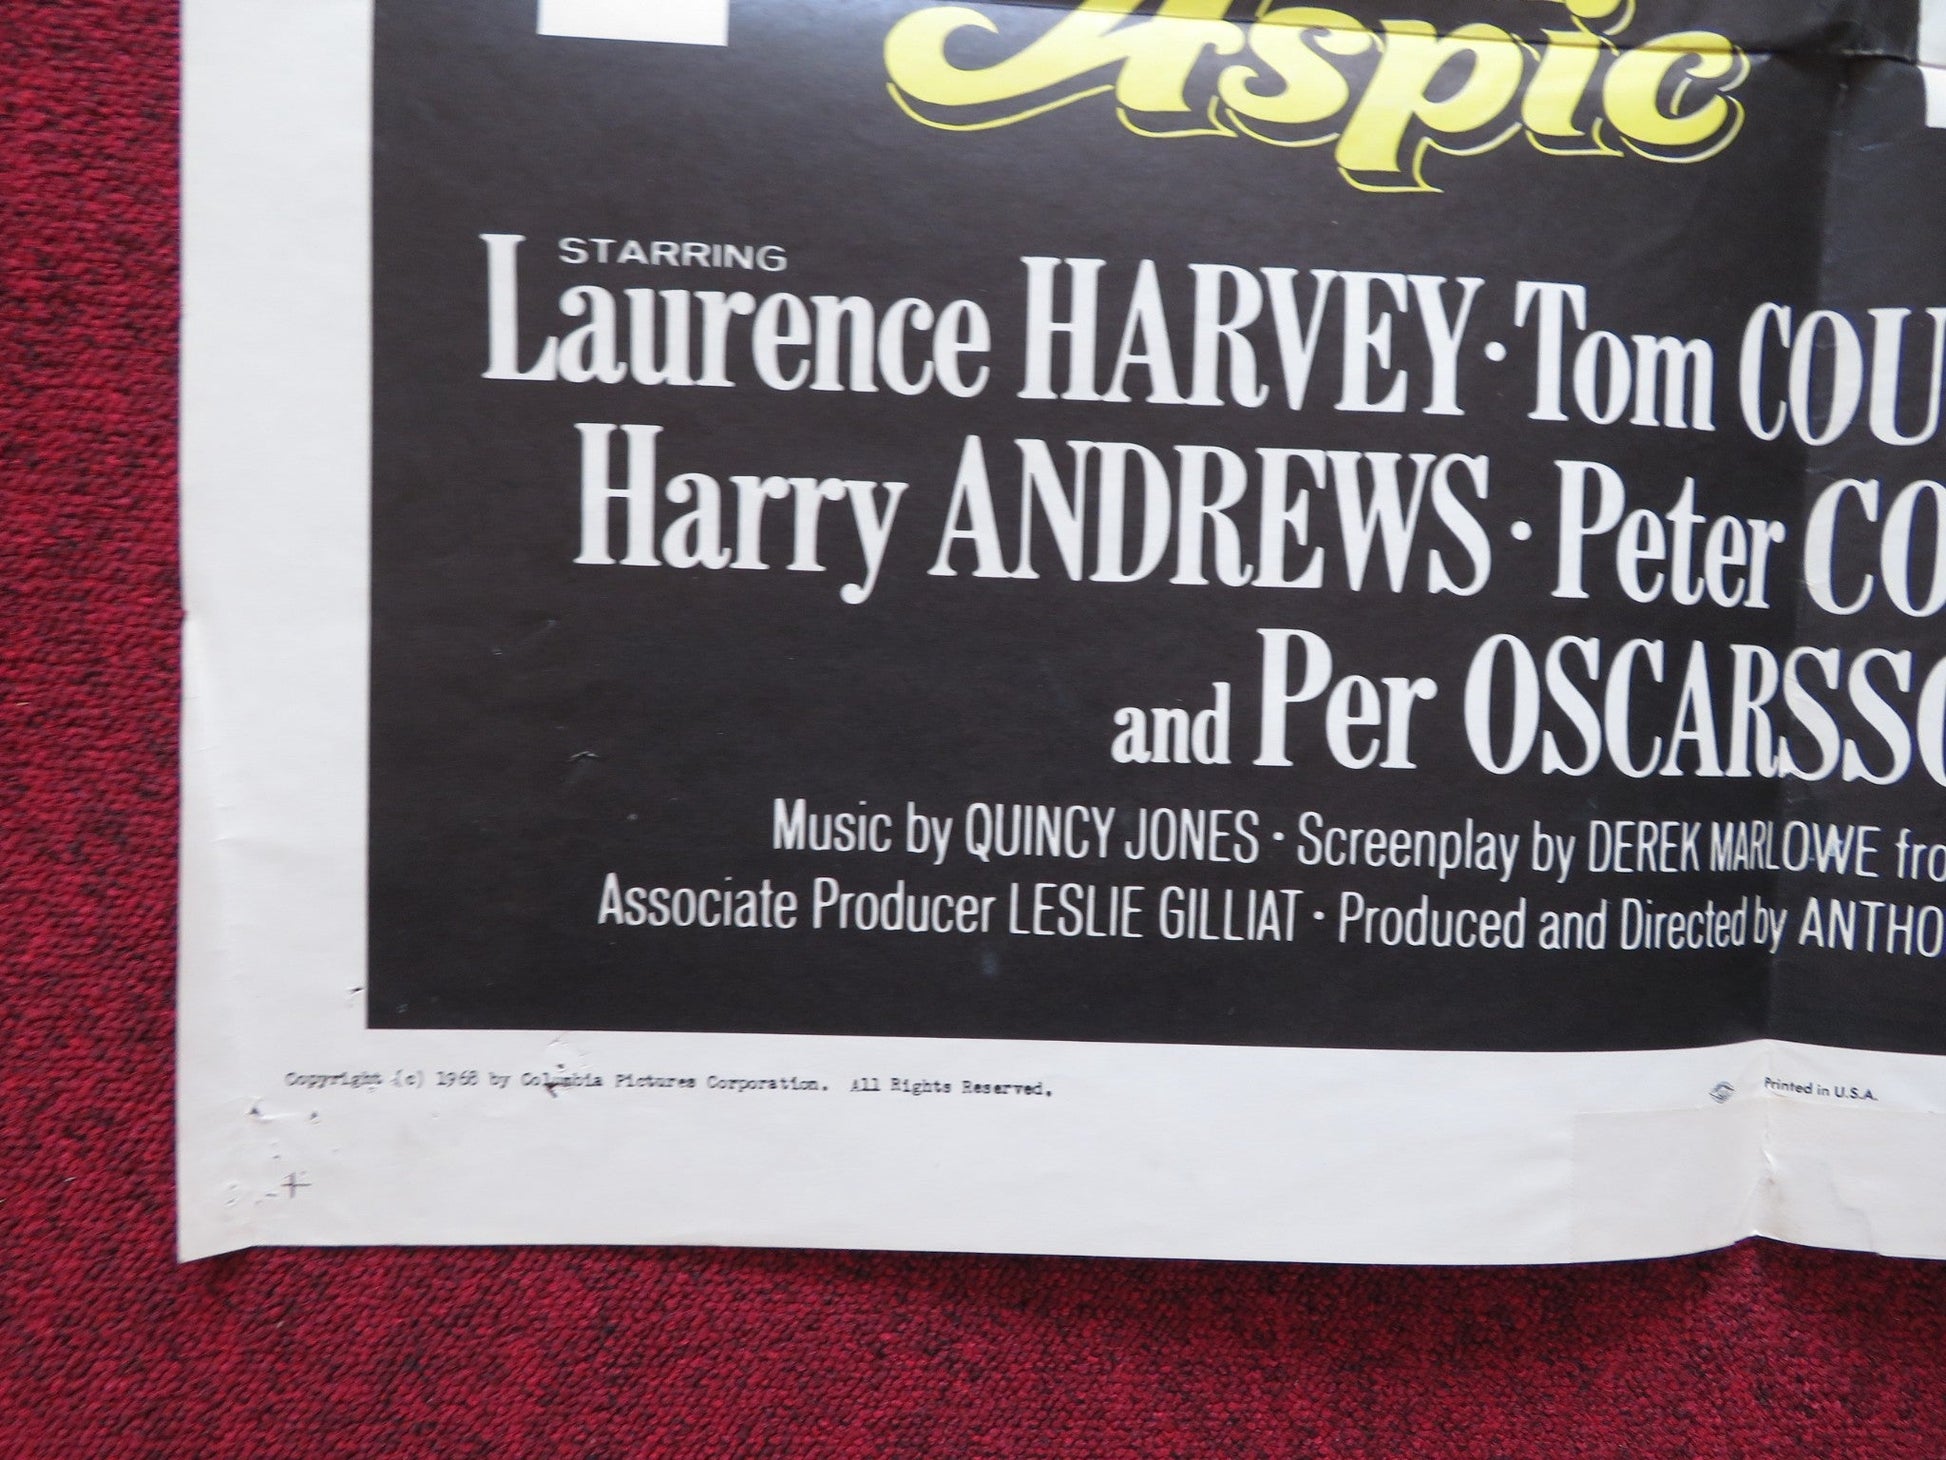 Aspic
STARRING
Laurence HARVEY · Tom COU
Harry ANDREWS · Peter CO
and Per OSCARSSO
Music by QUINCY JONES · Screenplay by DEREK MARLOWE fro
Associate Producer LESLIE GILLIAT · Produced and Directed by ANTHO
Copyright (c) 1968 by Columbia Pictures Corporation. All Rights Reserved.
Printed in U.S.A.